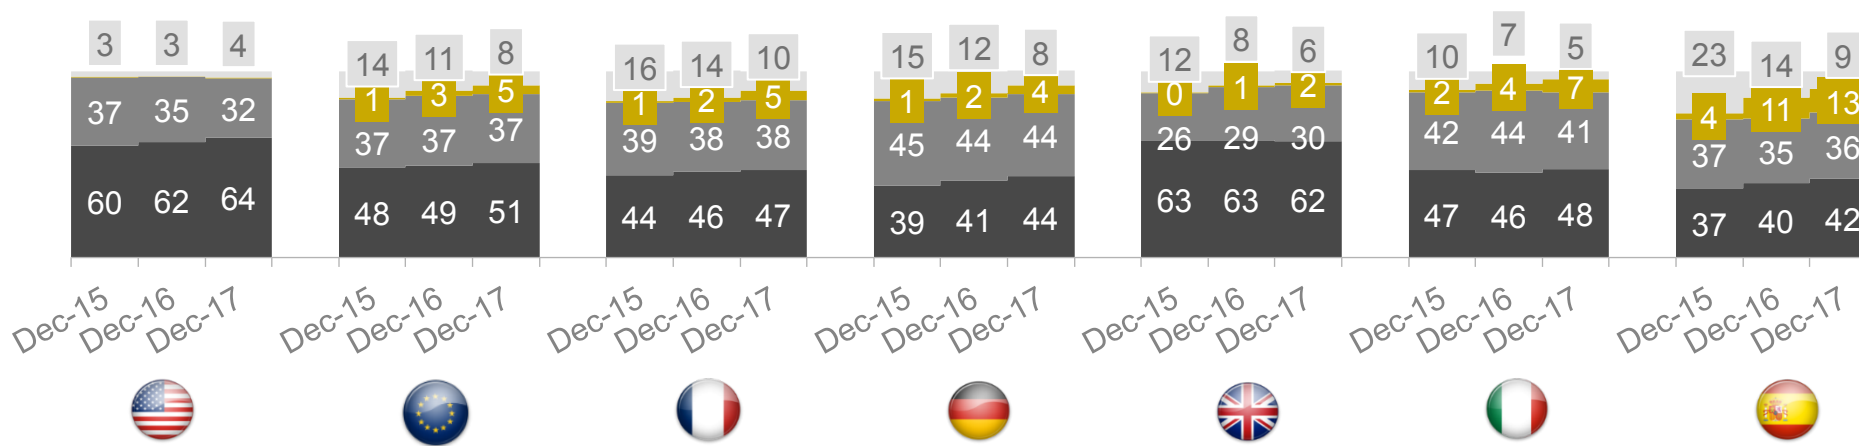 3 3 4
37 35 32
60 62 64
Dec-15 Dec-16 Dec-17
14 11 8
1 3 5
37 37 37
48 49 51
Dec-15 Dec-16 Dec-17
16 14 10
1 2 5
39 38 38
44 46 47
Dec-15 Dec-16 Dec-17
15 12 8
1 2 4
45 44 44
39 41 44
Dec-15 Dec-16 Dec-17
12 8 6
0 1 2
26 29 30
63 63 62
Dec-15 Dec-16 Dec-17
10 7 5
2 4 7
42 44 41
47 46 48
Dec-15 Dec-16 Dec-17
23 14 9
4 11 13
37 35 36
37 40 42
Dec-15 Dec-16 Dec-17